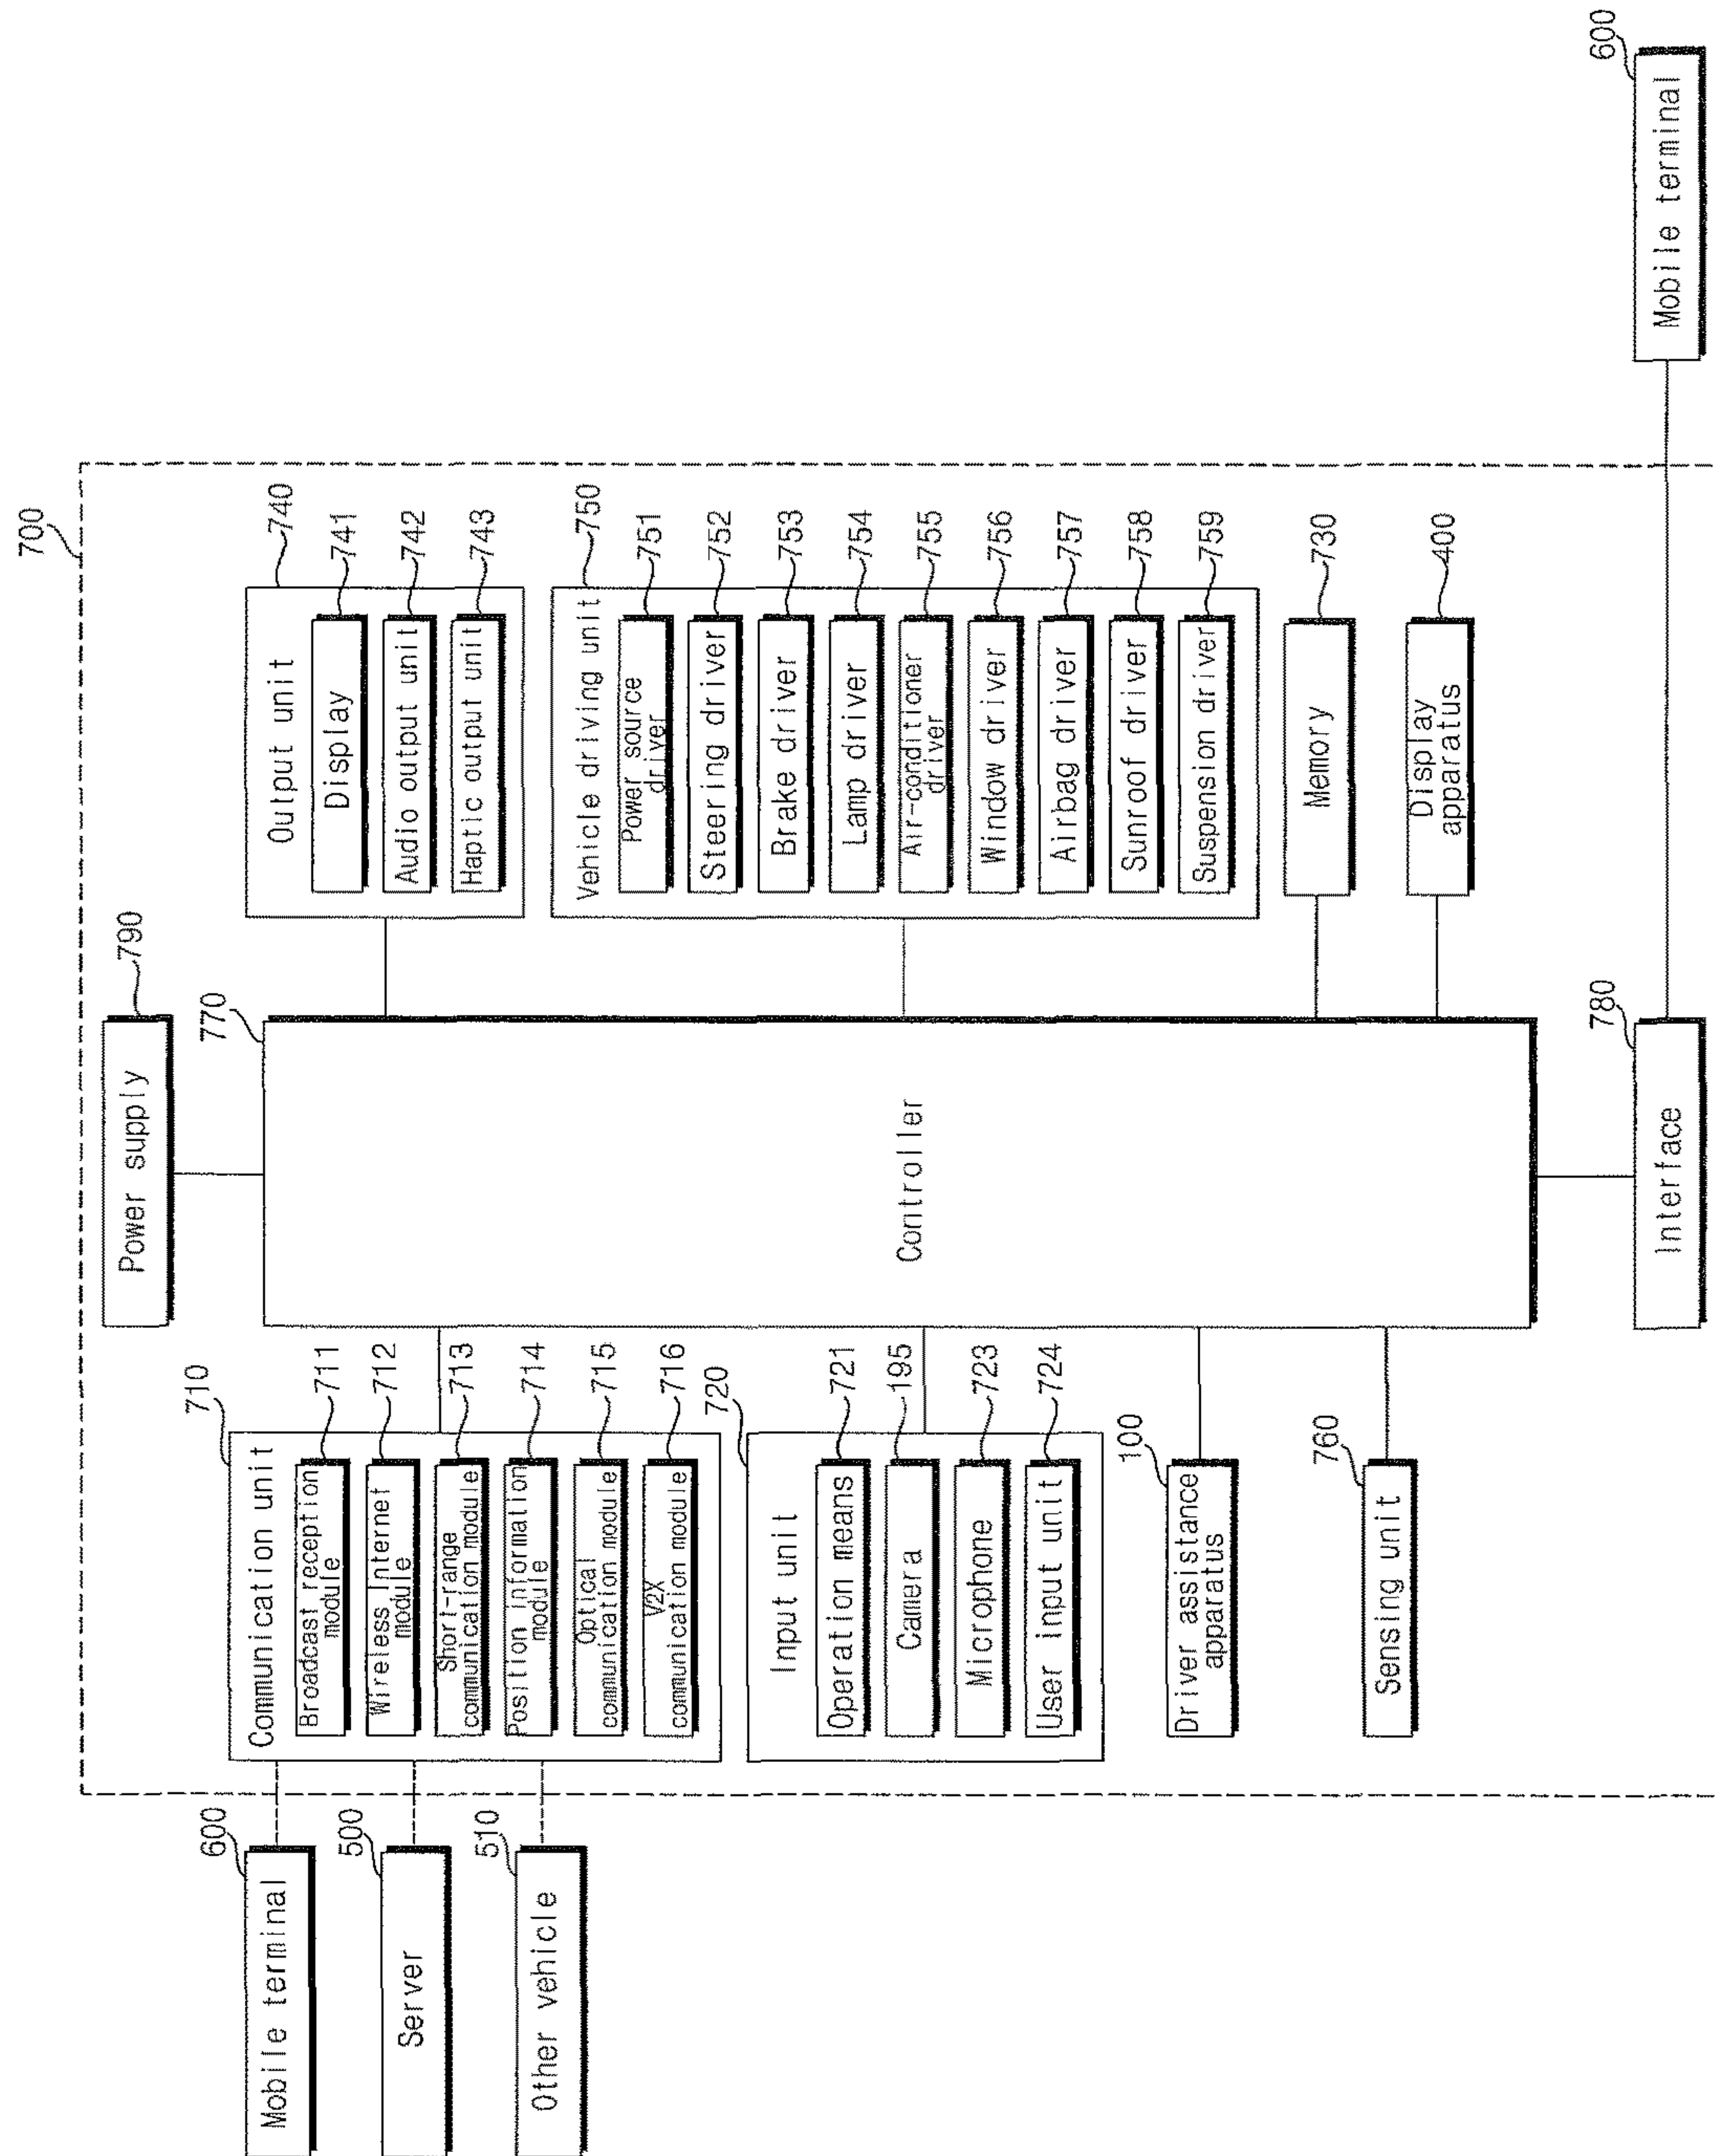 700
Power supply
790
Communication unit
710
Broadcast reception
module
711
Wireless Internet
module
712
Short-range
communication module
713
Position information
module
714
Optical
communication module
715
V2X
communication module
716
Mobile terminal
600
Server
500
Other vehicle
510
Input unit
720
Operation means
721
Camera
195
Microphone
723
User input unit
724
Driver assistance
apparatus
100
Sensing unit
760
Controller
770
Output unit
740
Display
741
Audio output unit
742
Haptic output unit
743
Vehicle driving unit
750
Power source
driver
751
Steering driver
752
Brake driver
753
Lamp driver
754
Air-conditioner
driver
755
Window driver
756
Airbag driver
757
Sunroof driver
758
Suspension driver
759
Memory
730
Display
apparatus
400
Interface
780
Mobile terminal
600